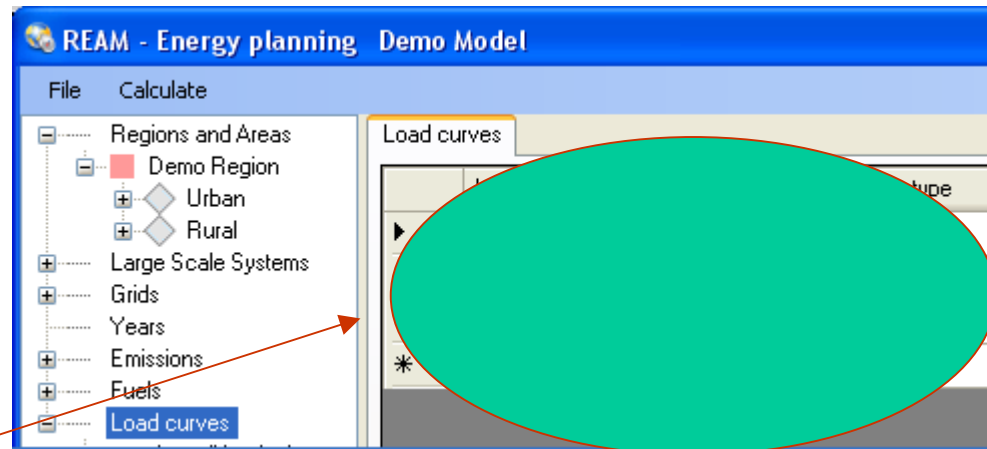 REAM - Energy planning Demo Model
File Calculate
Regions and Areas
Demo Region
Urban
Rural
Large Scale Systems
Grids
Years
Emissions
Fuels
Load curves
Load curves
type